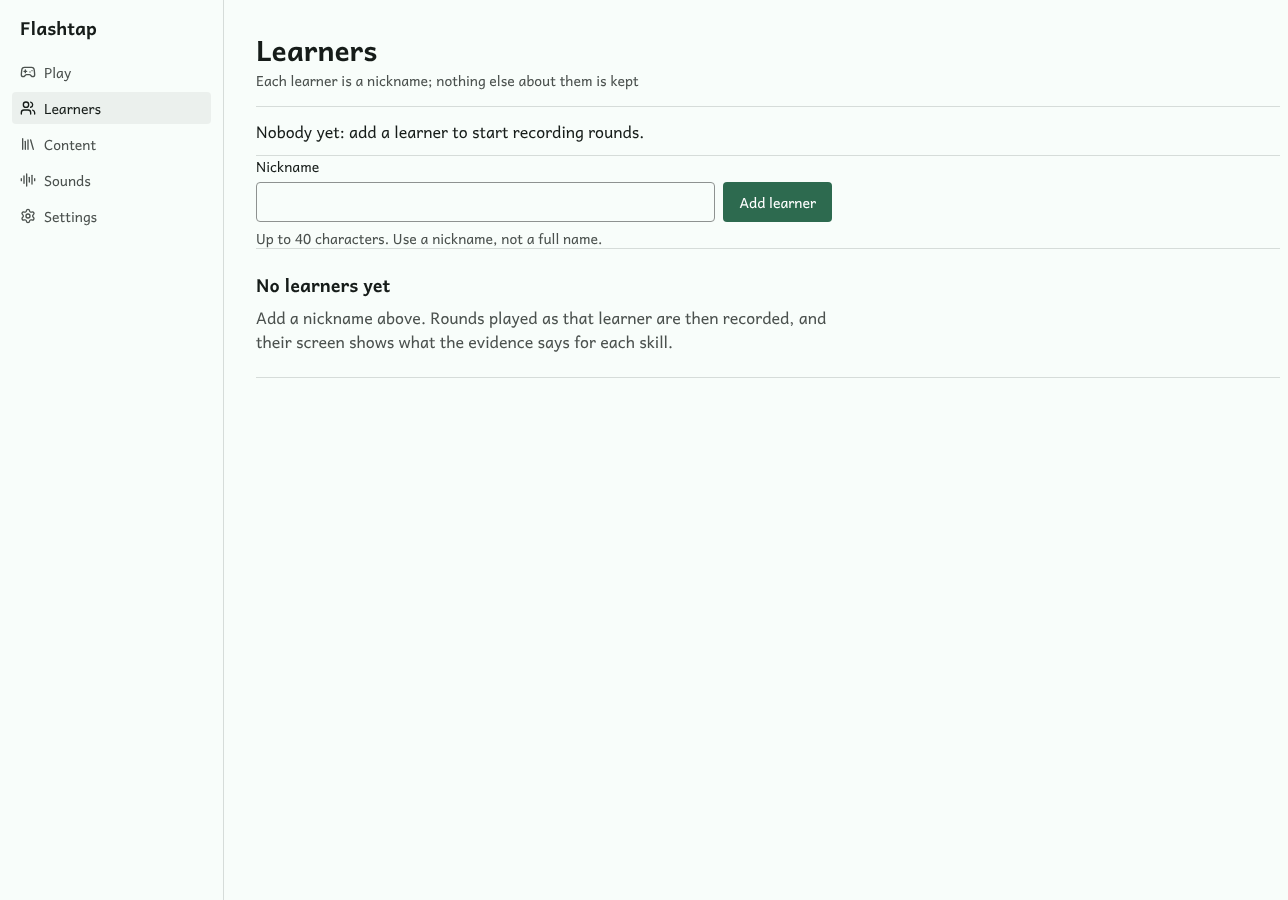 Flashtap
Play
Learners
Content
Sounds
Settings
Learners
Each learner is a nickname; nothing else about them is kept
Nobody yet: add a learner to start recording rounds.
Nickname
Add learner
Up to 40 characters. Use a nickname, not a full name.
No learners yet
Add a nickname above. Rounds played as that learner are then recorded, and
their screen shows what the evidence says for each skill.